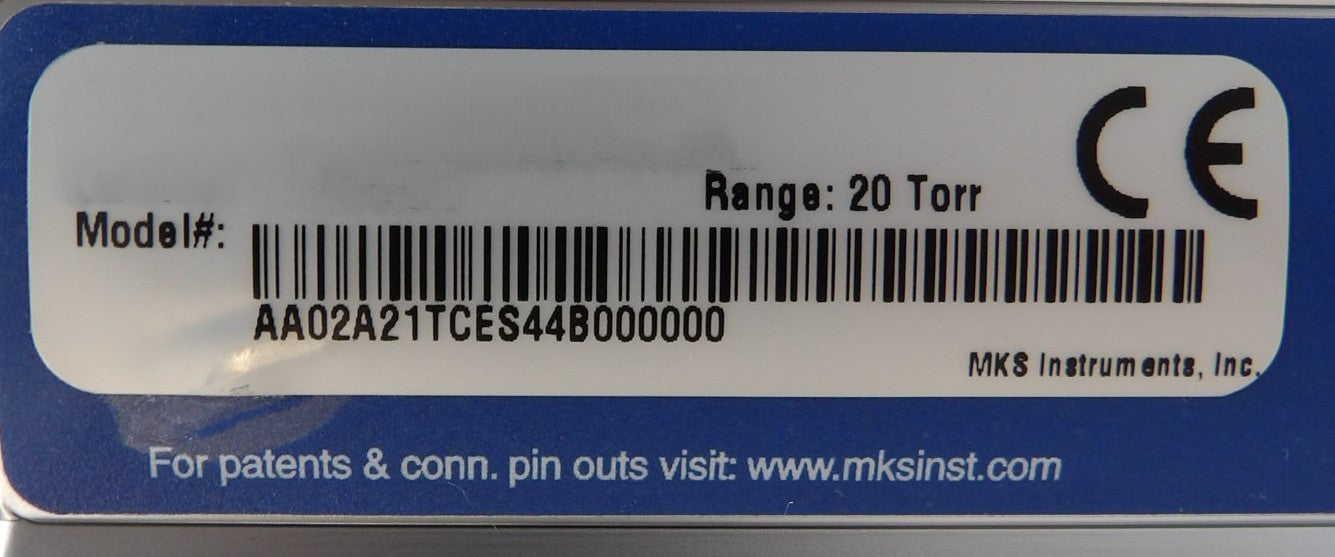 CE
Range: 20 Torr
Model#:
AA02A21TCES44B000000
MKS Instruments, Inc.
For patents & conn. pin outs visit: www.mksinst.com